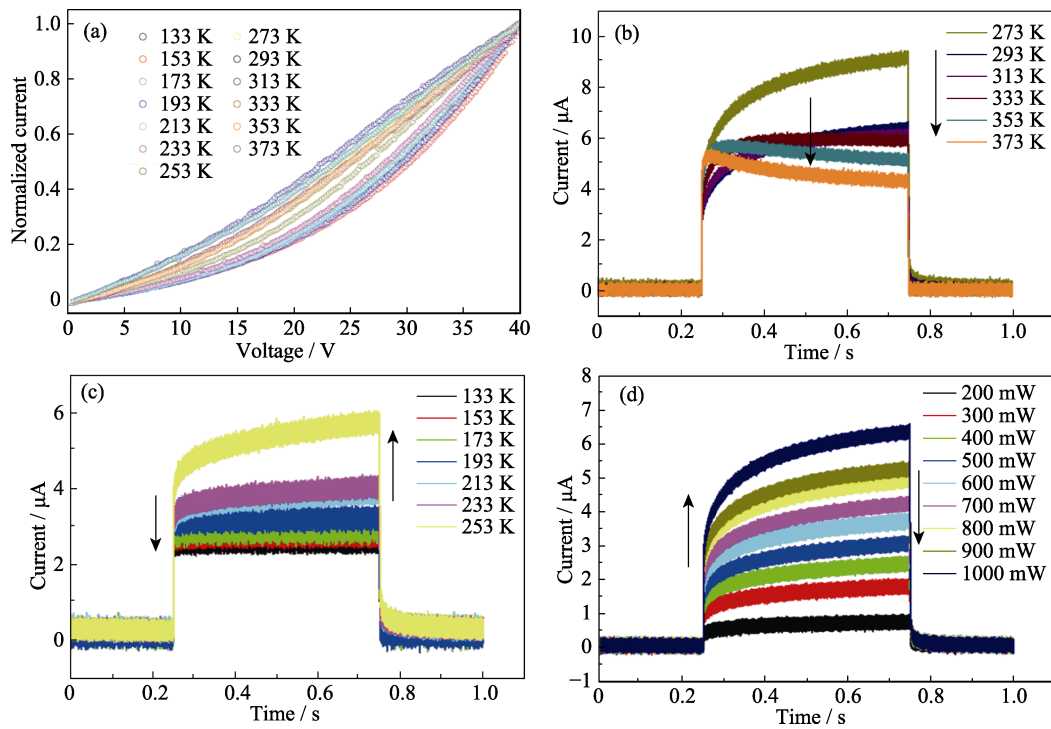 (a)
Normalized current
1.0
0.8
0.6
0.4
0.2
0
133 K
153 K
173 K
193 K
213 K
233 K
253 K
273 K
293 K
313 K
333 K
353 K
373 K
0 5 10 15 20 25 30 35 40
Voltage / V
(b)
Current / μA
10
8
6
4
2
0
273 K
293 K
313 K
333 K
353 K
373 K
0 0.2 0.4 0.6 0.8 1.0
Time / s
(c)
Current / μA
6
4
2
0
133 K
153 K
173 K
193 K
213 K
233 K
253 K
0 0.2 0.4 0.6 0.8 1.0
Time / s
(d)
Current / μA
8
7
6
5
4
3
2
1
0
−1
200 mW
300 mW
400 mW
500 mW
600 mW
700 mW
800 mW
900 mW
1000 mW
0 0.2 0.4 0.6 0.8 1.0
Time / s